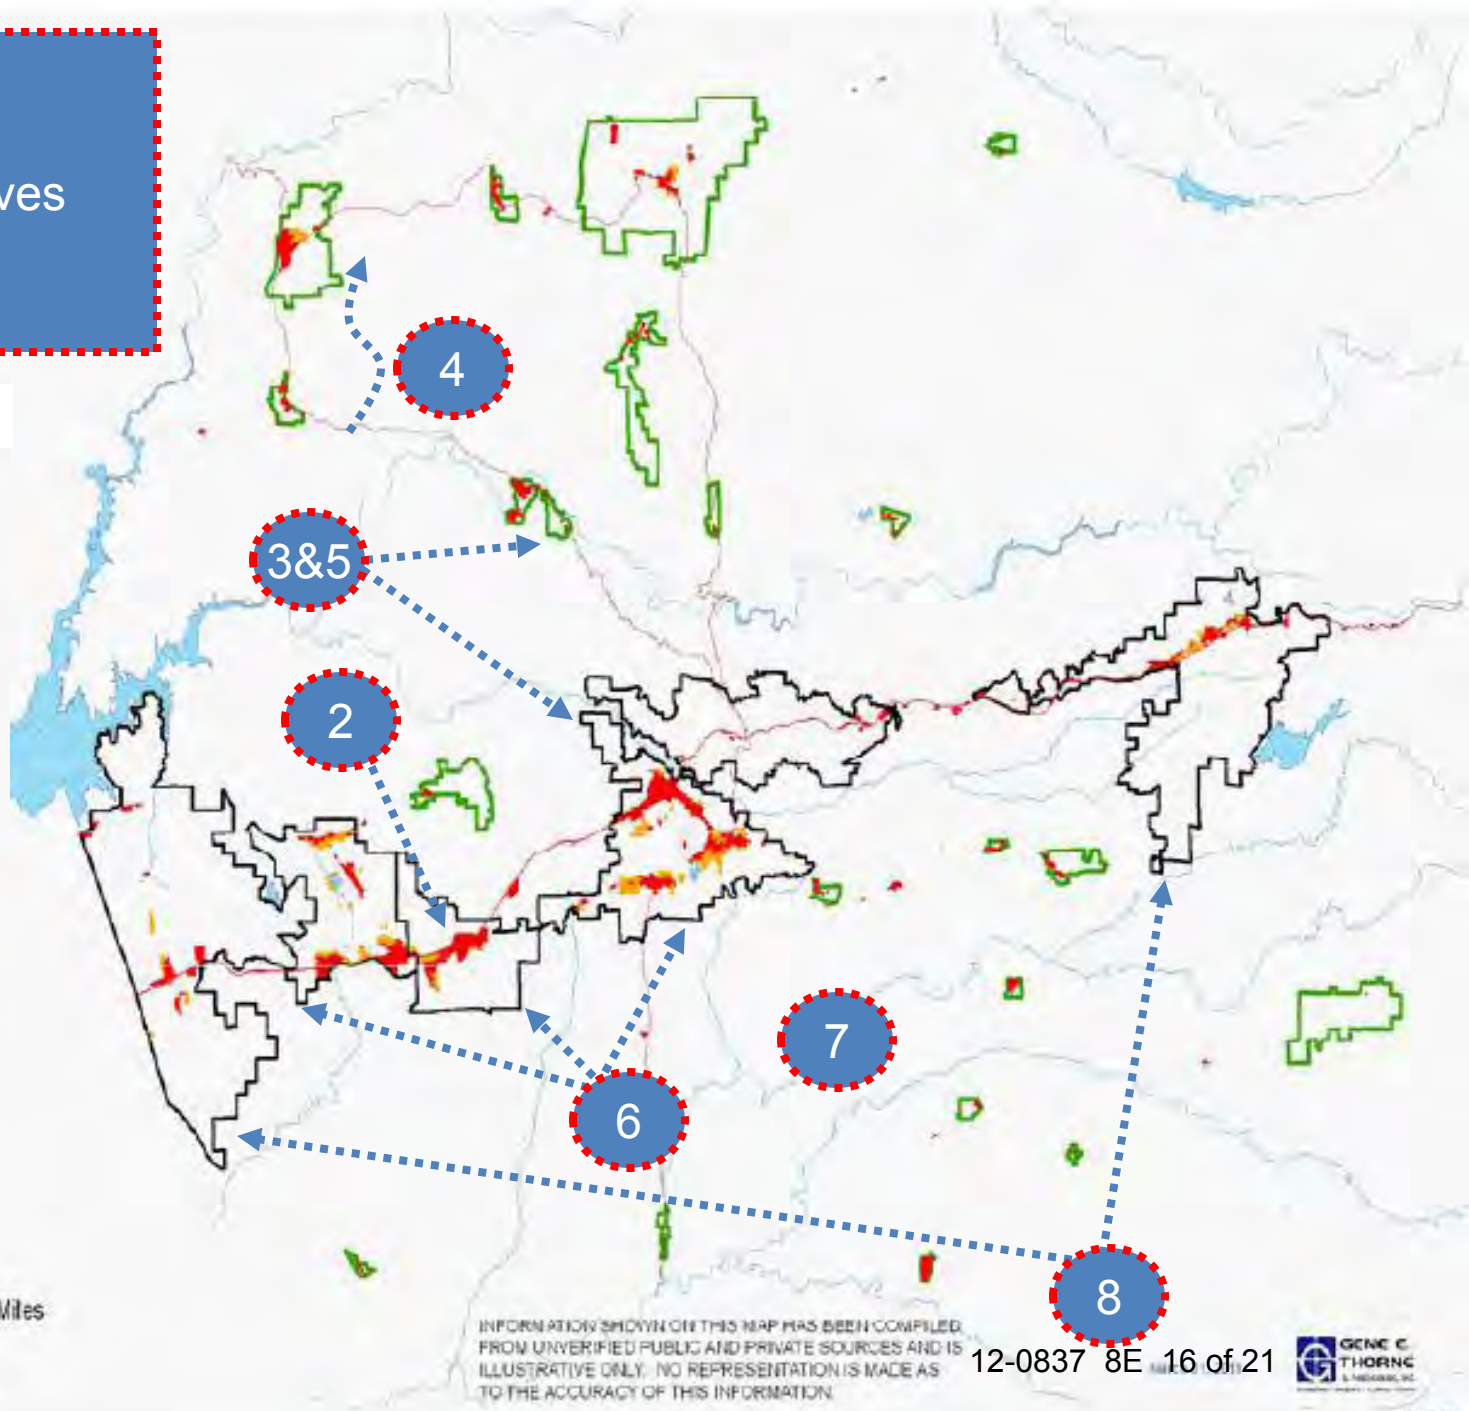 ves
4
3&5
2
7
6
8
Miles
INFORMATION SHOWN ON THIS MAP HAS BEEN COMPILED
FROM UNVERIFIED PUBLIC AND PRIVATE SOURCES AND IS
ILLUSTRATIVE ONLY. NO REPRESENTATION IS MADE AS
TO THE ACCURACY OF THIS INFORMATION.
12-0837 8E 16 of 21
GENE E.
THORNE